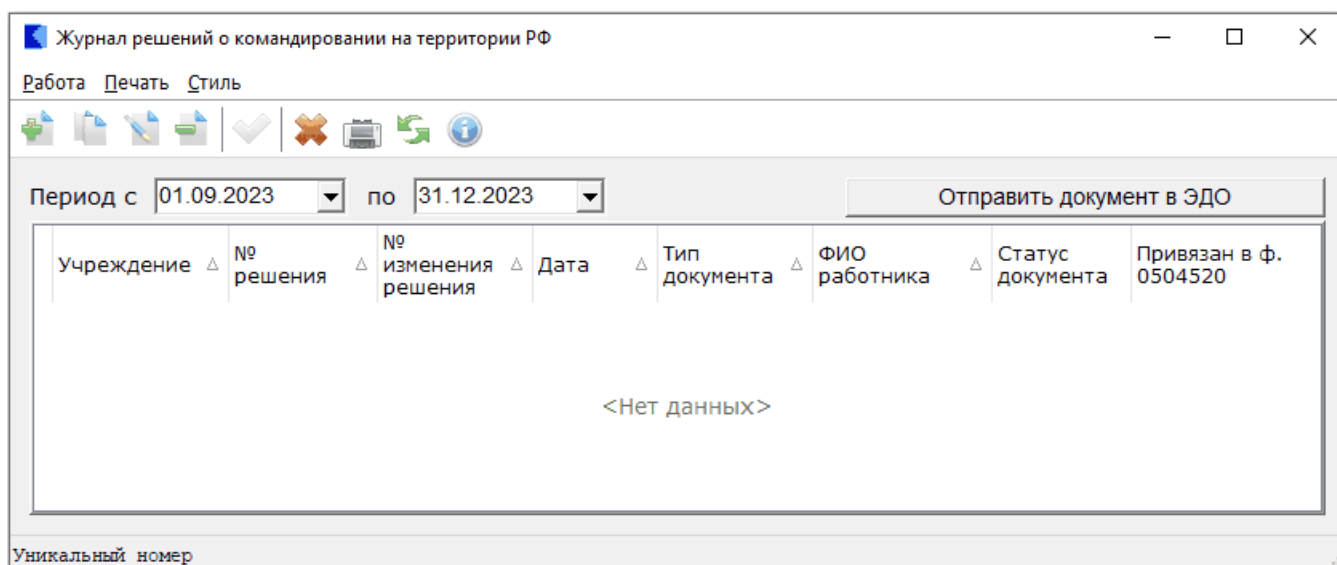 Журнал решений о командировании на территории РФ
Работа Печать Стиль
Период с 01.09.2023 по 31.12.2023 Отправить документ в ЭДО
Учреждение
№
решения
№
изменения
решения
Дата
Тип
документа
ФИО
работника
Статус
документа
Привязан в ф.
0504520
<Нет данных>
Уникальный номер